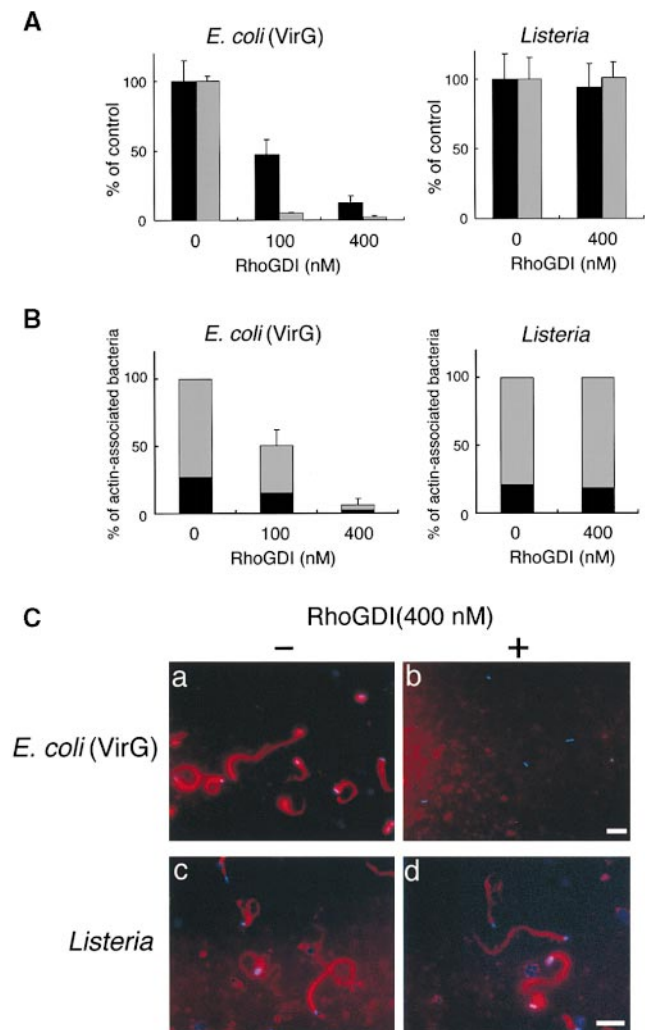 A
E. coli (VirG)
Listeria
% of control
100
50
0
0
100
400
RhoGDI (nM)
% of control
100
50
0
0
400
RhoGDI (nM)
B
E. coli (VirG)
Listeria
% of actin-associated bacteria
100
50
0
0
100
400
RhoGDI (nM)
% of actin-associated bacteria
100
50
0
0
400
RhoGDI (nM)
C
RhoGDI(400 nM)
− +
a
b
E. coli (VirG)
c
d
Listeria